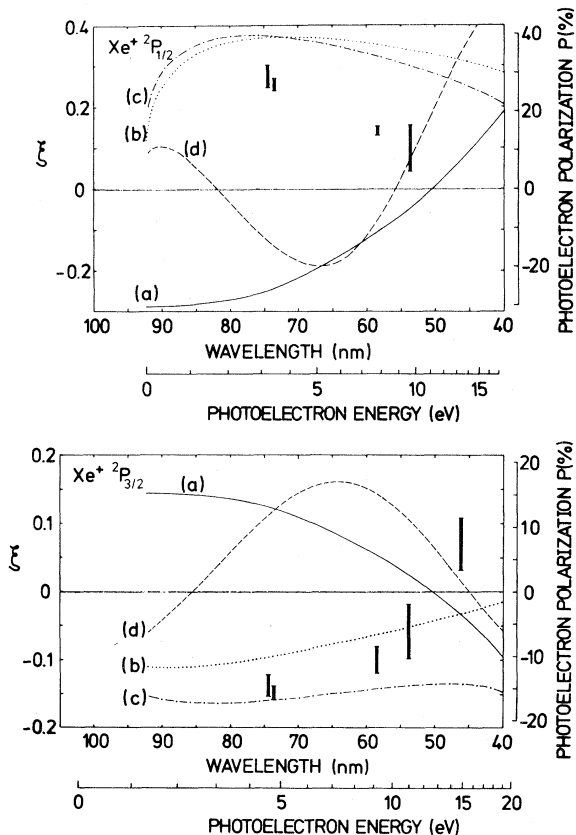 Xe⁺ ²P₁/₂
0.4
0.2
0
-0.2
ξ
(c)
(b)
(d)
(a)
40
20
0
-20
PHOTOELECTRON POLARIZATION P(%)
100 90 80 70 60 50 40
WAVELENGTH (nm)
0 5 10 15
PHOTOELECTRON ENERGY (eV)
Xe⁺ ²P₃/₂
0.2
0.1
0
-0.1
-0.2
ξ
(a)
(d)
(b)
(c)
20
10
0
-10
-20
PHOTOELECTRON POLARIZATION P(%)
100 90 80 70 60 50 40
WAVELENGTH (nm)
0 5 10 15 20
PHOTOELECTRON ENERGY (eV)